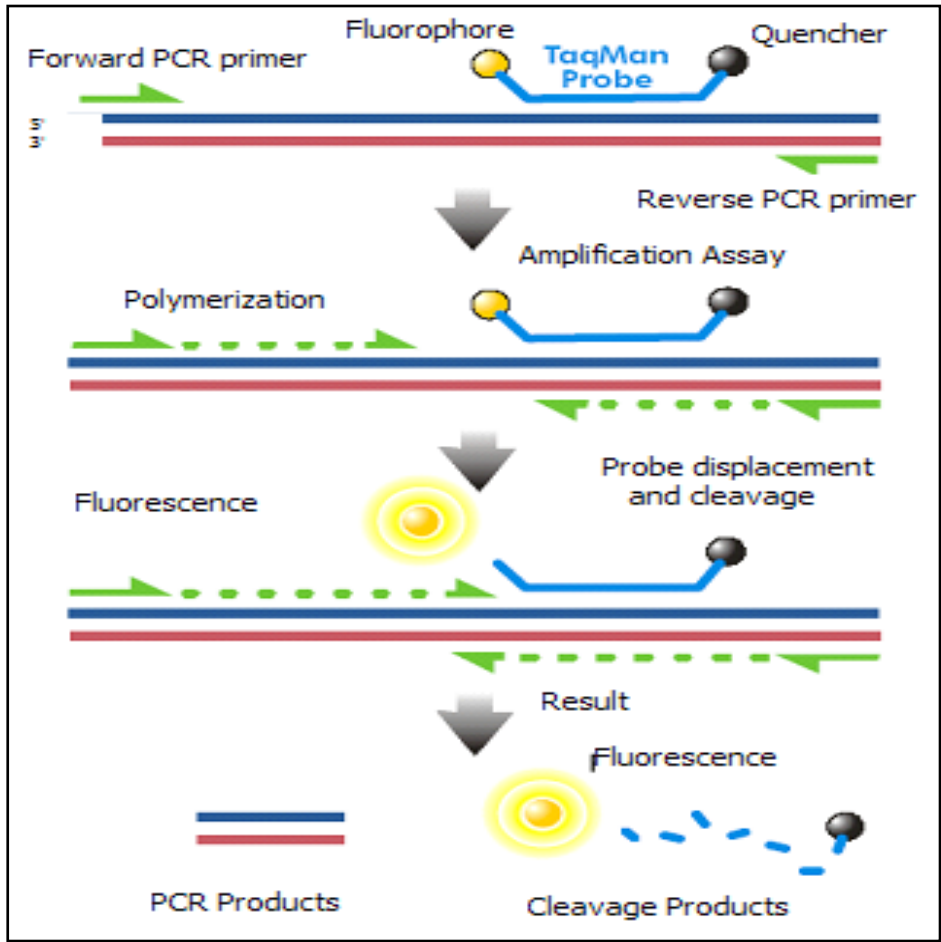 Fluorophore
Quencher
Forward PCR primer
TaqMan
Probe
3'
3'
Reverse PCR primer
Amplification Assay
Polymerization
Probe displacement
and cleavage
Fluorescence
Result
Fluorescence
PCR Products
Cleavage Products